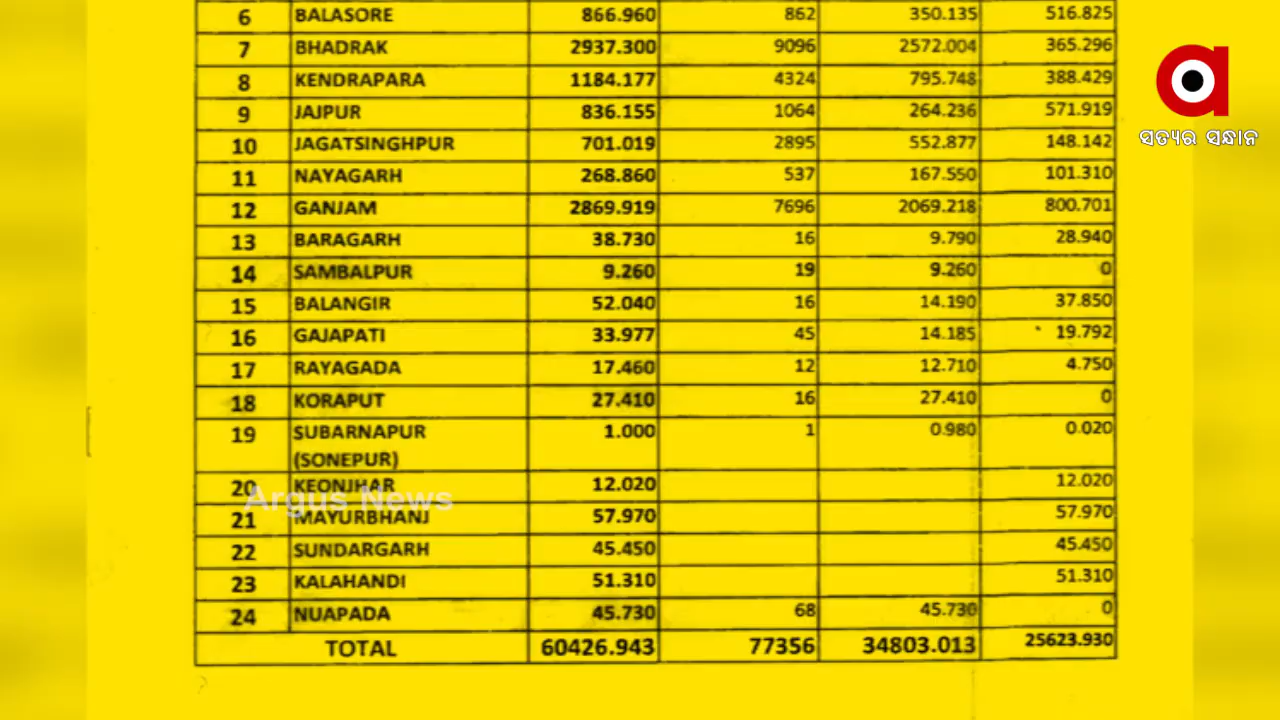 6 BALASORE 866.960 862 350.135 516.825
7 BHADRAK 2937.300 9096 2572.004 365.296
8 KENDRAPARA 1184.177 4324 795.748 388.429
9 JAJPUR 836.155 1064 264.236 571.919
10 JAGATSINGHPUR 701.019 2895 552.877 148.142
11 NAYAGARH 268.860 537 167.550 101.310
12 GANJAM 2869.919 7696 2069.218 800.701
13 BARAGARH 38.730 16 9.790 28.940
14 SAMBALPUR 9.260 19 9.260 0
15 BALANGIR 52.040 16 14.190 37.850
16 GAJAPATI 33.977 45 14.185 19.792
17 RAYAGADA 17.460 12 12.710 4.750
18 KORAPUT 27.410 16 27.410 0
19 SUBARNAPUR 1.000 1 0.980 0.020
(SONEPUR)
20 KEONJHAR 12.020 12.020
21 MAYURBHANJ 57.970 57.970
22 SUNDARGARH 45.450 45.450
23 KALAHANDI 51.310 51.310
24 NUAPADA 45.730 68 45.730 0
TOTAL 60426.943 77356 34803.013 25623.930
Argus News
ସତ୍ୟର ସନ୍ଧାନ